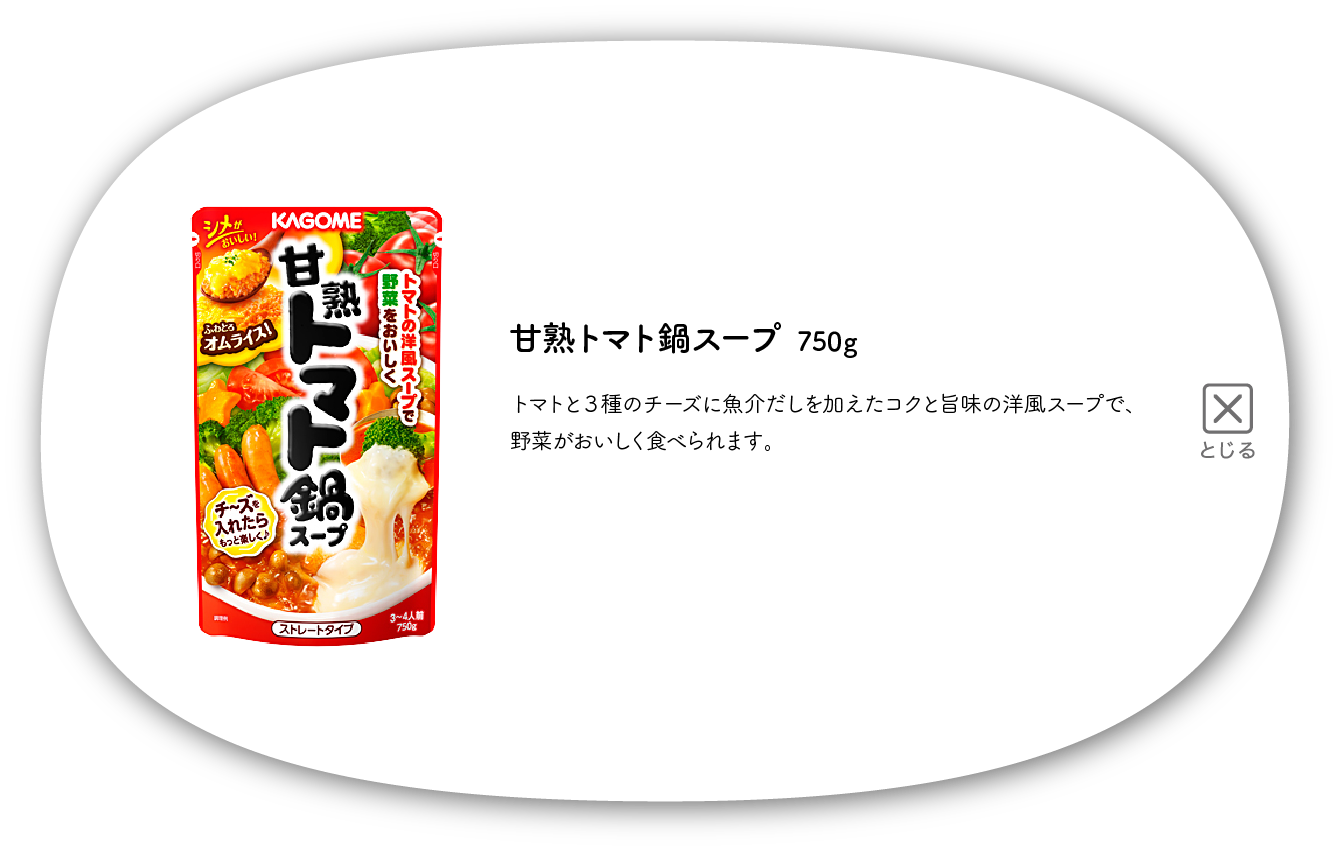 シメが
おいしい!
KAGOME
甘熟トマト鍋
スープ
トマトの洋風スープで
野菜をおいしく
ふわとろ
オムライス!
チーズを
入れたら
もっと楽しく♪
調理例
ストレートタイプ
3〜4人前
750g
甘熟トマト鍋スープ 750g
トマトと3種のチーズに魚介だしを加えたコクと旨味の洋風スープで、
野菜がおいしく食べられます。
とじる